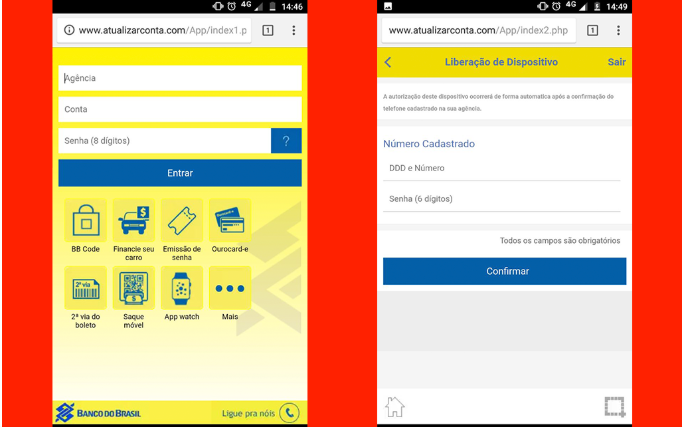 4G 14:46
www.atualizarconta.com/App/index1.p 1
Agência
Conta
Senha (8 dígitos) ?
Entrar
BB Code
Financie seu
carro
Emissão de
senha
Ourocard-e
2ª via do
boleto
Saque
móvel
App watch
Mais
BANCO DO BRASIL
Ligue pra nóis
4G 14:49
www.atualizarconta.com/App/index2.php 1
Liberação de Dispositivo Sair
A autorização deste dispositivo ocorrerá de forma automatica após a confirmação do
telefone cadastrado na sua agência.
Número Cadastrado
DDD e Número
Senha (6 dígitos)
Todos os campos são obrigatórios
Confirmar